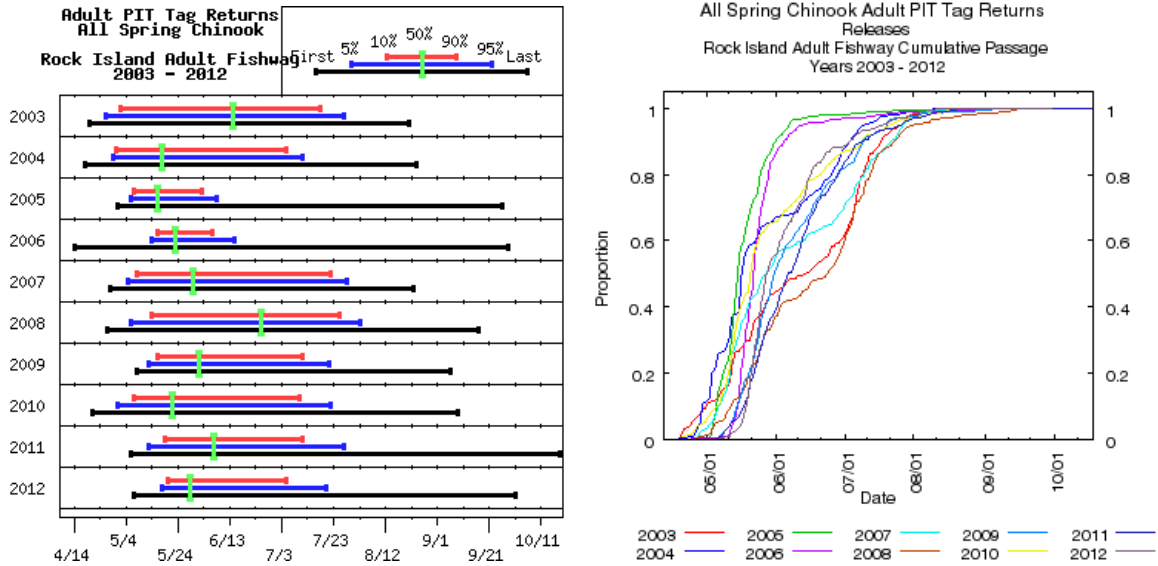 Adult PIT Tag Returns
All Spring Chinook
Rock Island Adult Fishway
2003 - 2012
First 5% 10% 50% 90% 95% Last
2003
2004
2005
2006
2007
2008
2009
2010
2011
2012
4/14 5/4 5/24 6/13 7/3 7/23 8/12 9/1 9/21 10/11
All Spring Chinook Adult PIT Tag Returns
Releases
Rock Island Adult Fishway Cumulative Passage
Years 2003 - 2012
1 1
0.8 0.8
0.6 0.6
0.4 0.4
0.2 0.2
0 0
Proportion
05/01 06/01 07/01 08/01 09/01 10/01
Date
2003 2005 2007 2009 2011
2004 2006 2008 2010 2012